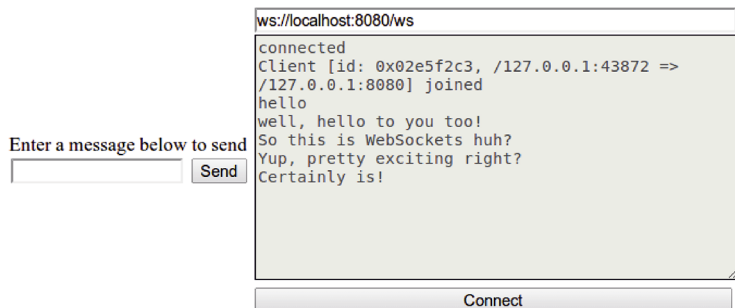 ws://localhost:8080/ws
connected
Client [id: 0x02e5f2c3, /127.0.0.1:43872 =>
/127.0.0.1:8080] joined
hello
well, hello to you too!
So this is WebSockets huh?
Yup, pretty exciting right?
Certainly is!
Enter a message below to send
Send
Connect